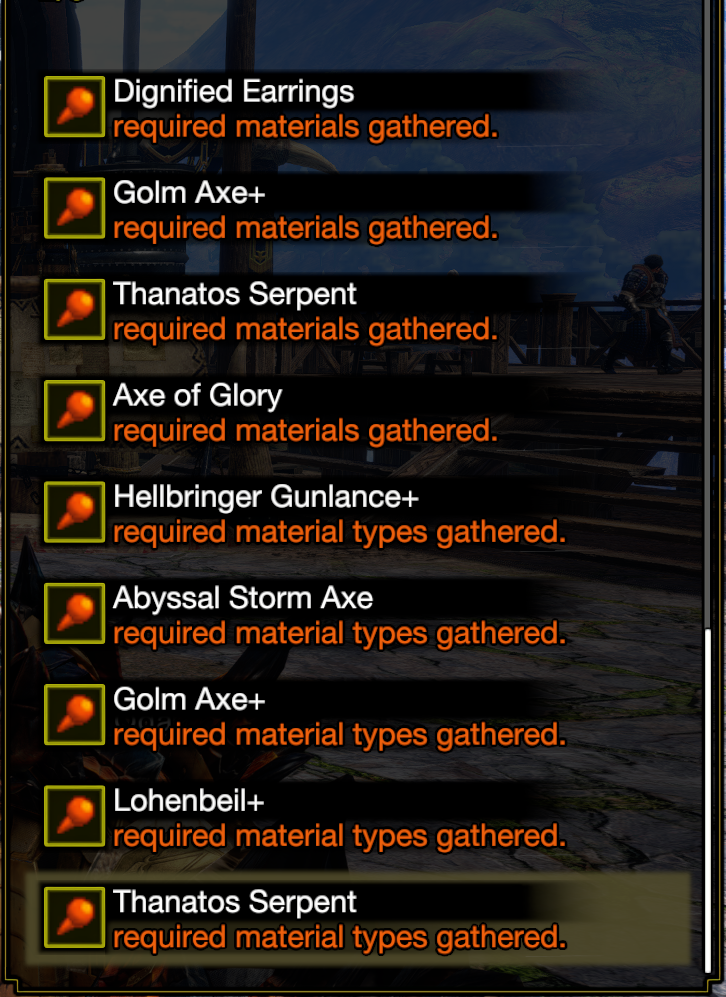 Dignified Earrings
required materials gathered.
Golm Axe+
required materials gathered.
Thanatos Serpent
required materials gathered.
Axe of Glory
required materials gathered.
Hellbringer Gunlance+
required material types gathered.
Abyssal Storm Axe
required material types gathered.
Golm Axe+
required material types gathered.
Lohenbeil+
required material types gathered.
Thanatos Serpent
required material types gathered.